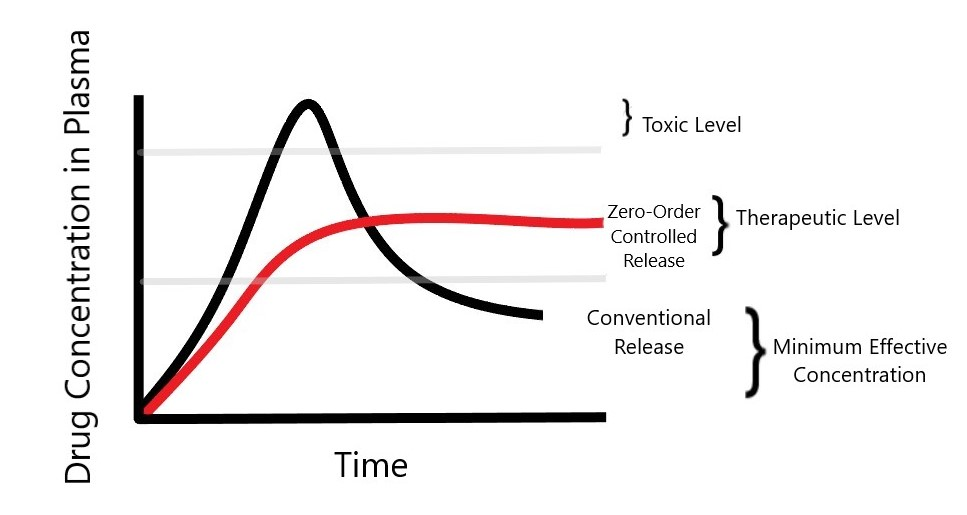 Drug Concentration in Plasma
Toxic Level
Zero-Order
Controlled
Release
Therapeutic Level
Conventional
Release
Minimum Effective
Concentration
Time